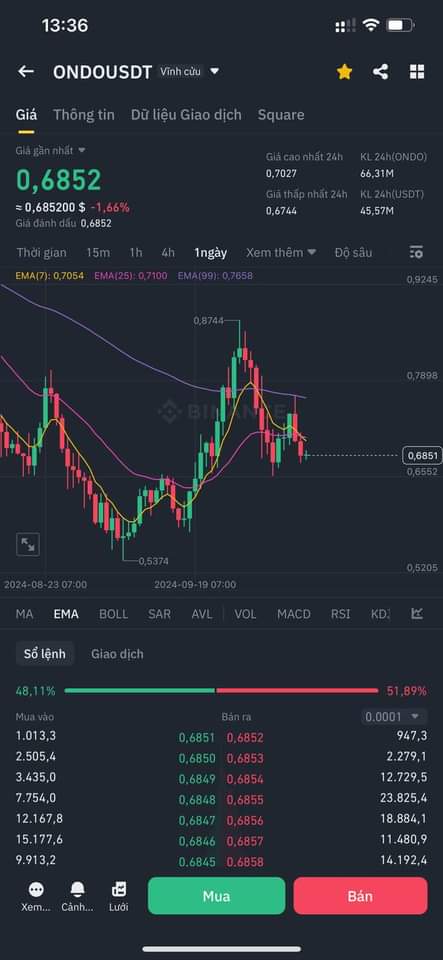 13:36
ONDOUSDT Vĩnh cửu
Giá Thông tin Dữ liệu Giao dịch Square
Giá gần nhất
0,6852
≈ 0,685200 $ -1,66%
Giá đánh dấu 0,6852
Giá cao nhất 24h KL 24h(ONDO)
0,7027 66,31M
Giá thấp nhất 24h KL 24h(USDT)
0,6744 45,57M
Thời gian 15m 1h 4h 1ngày Xem thêm Độ sâu
EMA(7): 0,7054 EMA(25): 0,7100 EMA(99): 0,7658
0,9245
0,8744
0,7898
BINANCE
0,6851
0,6552
0,5374
0,5205
2024-08-23 07:00 2024-09-19 07:00
MA EMA BOLL SAR AVL VOL MACD RSI KDJ
Sổ lệnh Giao dịch
48,11% 51,89%
Mua vào Bán ra 0.0001
1.013,3 0,6851 0,6852 947,3
2.505,4 0,6850 0,6853 2.279,1
3.435,0 0,6849 0,6854 12.729,5
7.754,0 0,6848 0,6855 23.825,4
12.167,8 0,6847 0,6856 18.884,1
15.177,6 0,6846 0,6857 11.480,9
9.913,2 0,6845 0,6858 14.192,4
Xem... Cảnh... Lưới Mua Bán